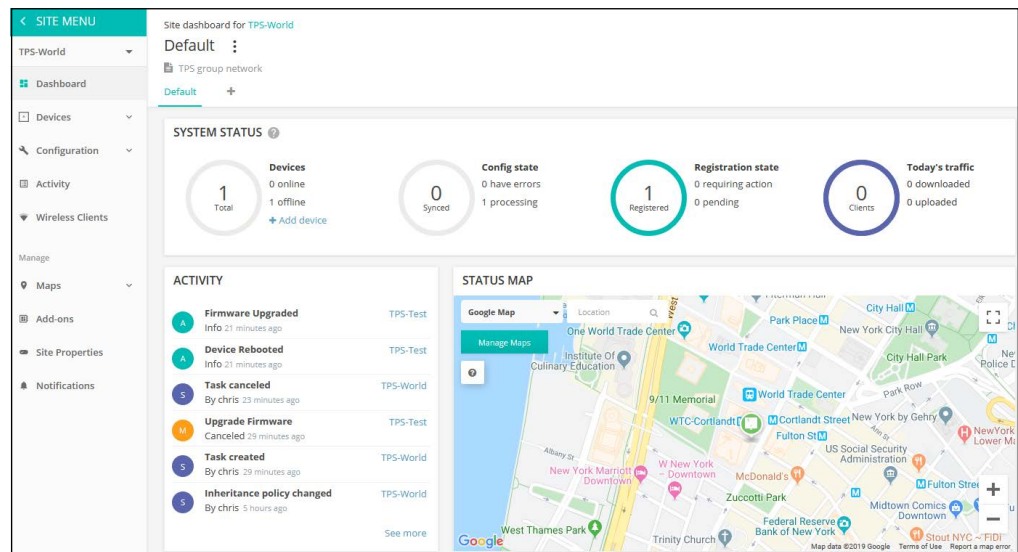 SITE MENU
TPS-World
Dashboard
Devices
Configuration
Activity
Wireless Clients
Manage
Maps
Add-ons
Site Properties
Notifications
Site dashboard for TPS-World
Default
TPS group network
Default +
SYSTEM STATUS ?
1
Total
Devices
0 online
1 offline
+ Add device
0
Synced
Config state
0 have errors
1 processing
1
Registered
Registration state
0 requiring action
0 pending
0
Clients
Today's traffic
0 downloaded
0 uploaded
ACTIVITY
A Firmware Upgraded TPS-Test
Info 21 minutes ago
A Device Rebooted TPS-Test
Info 21 minutes ago
S Task canceled TPS-World
By chris 23 minutes ago
M Upgrade Firmware TPS-Test
Canceled 29 minutes ago
S Task created TPS-World
By chris 29 minutes ago
S Inheritance policy changed TPS-World
By chris 5 hours ago
See more
STATUS MAP
Google Map
Location
Manage Maps
?
West
City Hall M
Park Place M
New York City Hall
One World Trade Center
World Trade Center M
M
Institute Of
Culinary Education
City Hall Park
Police
Park Row
9/11 Memorial
World Trade Center
WTC-Cortlandt
M Cortlandt Street
New York by Gehry
Fulton St M
Ann St
NewYork
Lower
US Social Security
Administration
Albany St
New York Marriott
Downtown
W New York
– Downtown
McDonald's
M Fulton
Zuccotti Park
M
Midtown Comics
Downtown
+
−
West Thames Park
Federal Reserve
Bank of New York
Trinity Church
Stout NYC ~ FiDi
Google
Map data ©2019 Google Terms of Use Report a map error